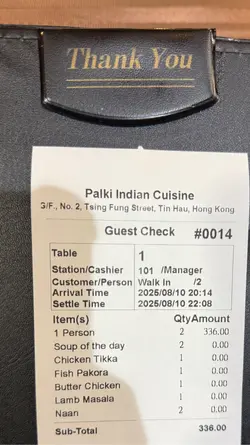 Thank You
Palki Indian Cuisine
G/F., No. 2, Tsing Fung Street, Tin Hau, Hong Kong
Guest Check #0014
Table 1
Station/Cashier 101 /Manager
Customer/Person Walk In /2
Arrival Time 2025/08/10 20:14
Settle Time 2025/08/10 22:08
Item(s) Qty Amount
1 Person 2 336.00
Soup of the day 2 0.00
Chicken Tikka 1 0.00
Fish Pakora 1 0.00
Butter Chicken 1 0.00
Lamb Masala 1 0.00
Naan 2 0.00
Sub-Total 336.00